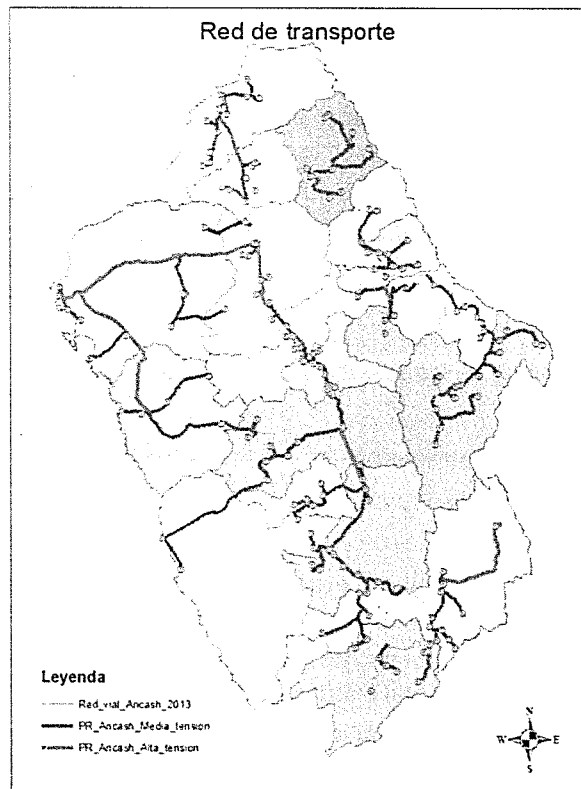 Red de transporte
Leyenda
Red_vial_Ancash_2013
PR_Ancash_Media_tension
PR_Ancash_Alta_tension
N
W E
S